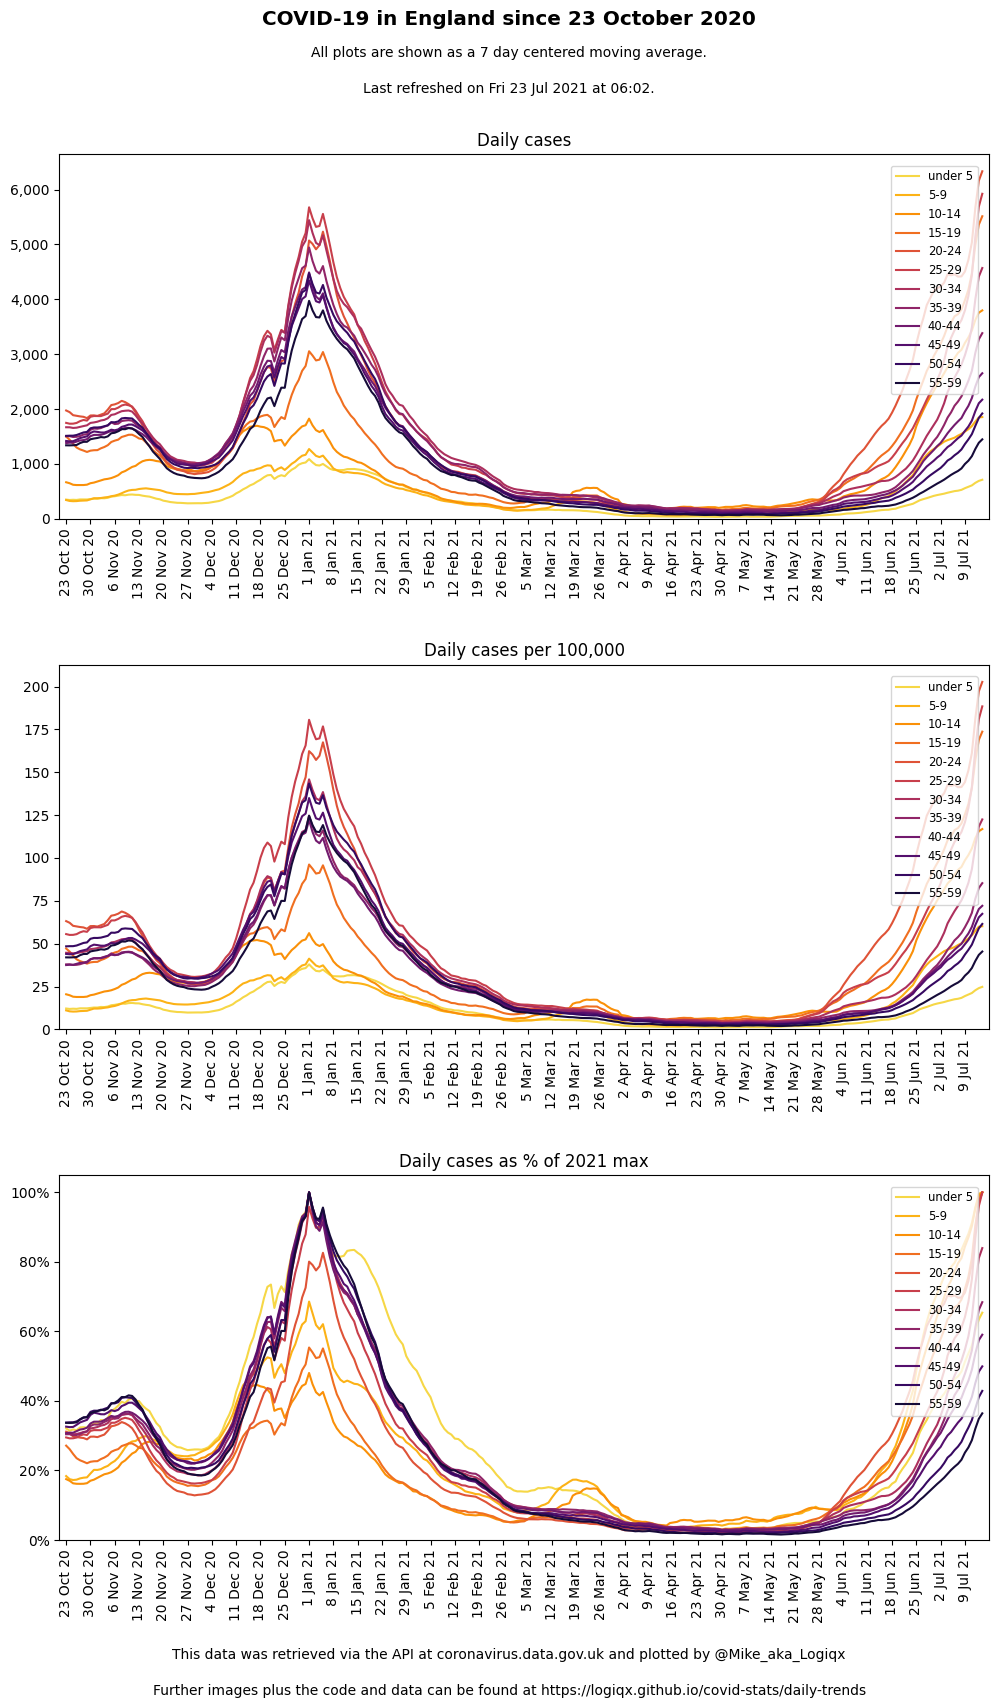 COVID-19 in England since 23 October 2020
All plots are shown as a 7 day centered moving average.
Last refreshed on Fri 23 Jul 2021 at 06:02.
Daily cases
6,000
5,000
4,000
3,000
2,000
1,000
0
under 5
5-9
10-14
15-19
20-24
25-29
30-34
35-39
40-44
45-49
50-54
55-59
23 Oct 20
30 Oct 20
6 Nov 20
13 Nov 20
20 Nov 20
27 Nov 20
4 Dec 20
11 Dec 20
18 Dec 20
25 Dec 20
1 Jan 21
8 Jan 21
15 Jan 21
22 Jan 21
29 Jan 21
5 Feb 21
12 Feb 21
19 Feb 21
26 Feb 21
5 Mar 21
12 Mar 21
19 Mar 21
26 Mar 21
2 Apr 21
9 Apr 21
16 Apr 21
23 Apr 21
30 Apr 21
7 May 21
14 May 21
21 May 21
28 May 21
4 Jun 21
11 Jun 21
18 Jun 21
25 Jun 21
2 Jul 21
9 Jul 21
Daily cases per 100,000
200
175
150
125
100
75
50
25
0
under 5
5-9
10-14
15-19
20-24
25-29
30-34
35-39
40-44
45-49
50-54
55-59
23 Oct 20
30 Oct 20
6 Nov 20
13 Nov 20
20 Nov 20
27 Nov 20
4 Dec 20
11 Dec 20
18 Dec 20
25 Dec 20
1 Jan 21
8 Jan 21
15 Jan 21
22 Jan 21
29 Jan 21
5 Feb 21
12 Feb 21
19 Feb 21
26 Feb 21
5 Mar 21
12 Mar 21
19 Mar 21
26 Mar 21
2 Apr 21
9 Apr 21
16 Apr 21
23 Apr 21
30 Apr 21
7 May 21
14 May 21
21 May 21
28 May 21
4 Jun 21
11 Jun 21
18 Jun 21
25 Jun 21
2 Jul 21
9 Jul 21
Daily cases as % of 2021 max
100%
80%
60%
40%
20%
0%
under 5
5-9
10-14
15-19
20-24
25-29
30-34
35-39
40-44
45-49
50-54
55-59
23 Oct 20
30 Oct 20
6 Nov 20
13 Nov 20
20 Nov 20
27 Nov 20
4 Dec 20
11 Dec 20
18 Dec 20
25 Dec 20
1 Jan 21
8 Jan 21
15 Jan 21
22 Jan 21
29 Jan 21
5 Feb 21
12 Feb 21
19 Feb 21
26 Feb 21
5 Mar 21
12 Mar 21
19 Mar 21
26 Mar 21
2 Apr 21
9 Apr 21
16 Apr 21
23 Apr 21
30 Apr 21
7 May 21
14 May 21
21 May 21
28 May 21
4 Jun 21
11 Jun 21
18 Jun 21
25 Jun 21
2 Jul 21
9 Jul 21
This data was retrieved via the API at coronavirus.data.gov.uk and plotted by @Mike_aka_Logiqx
Further images plus the code and data can be found at https://logiqx.github.io/covid-stats/daily-trends